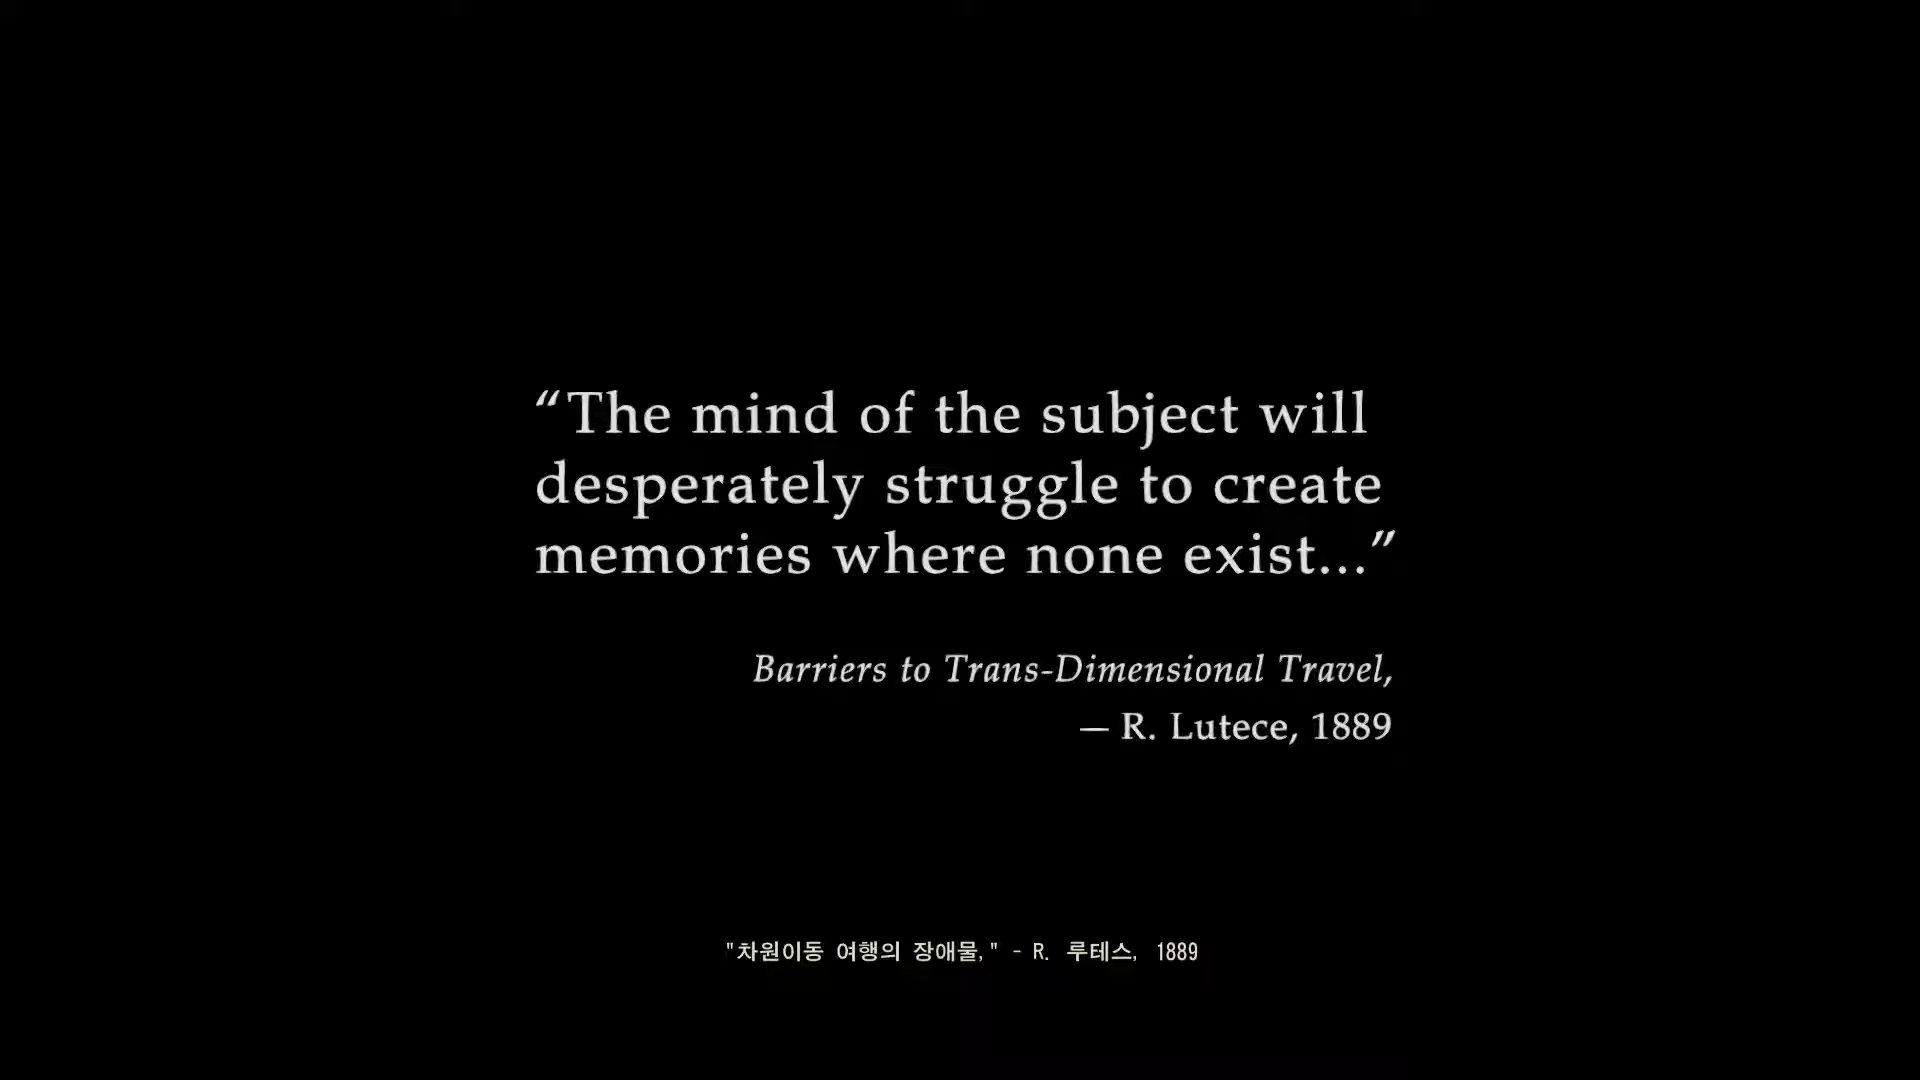 “The mind of the subject will
desperately struggle to create
memories where none exist...”
Barriers to Trans-Dimensional Travel,
— R. Lutece, 1889
"차원이동 여행의 장애물," - R. 루테스, 1889